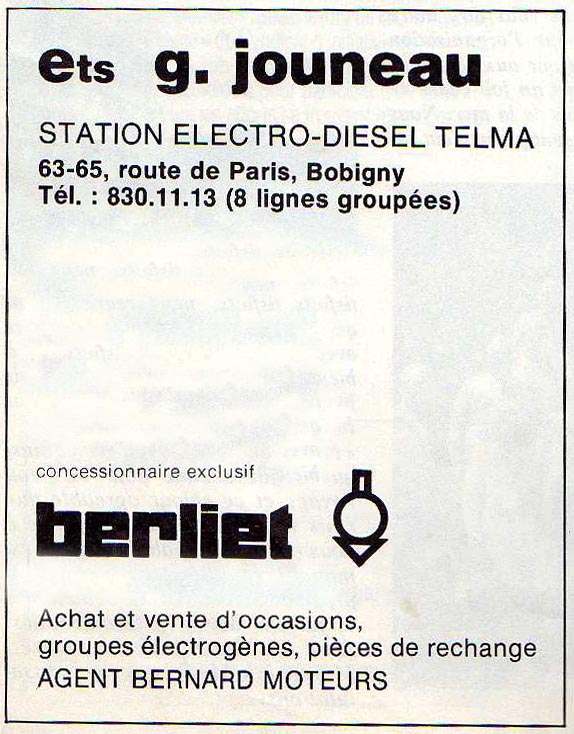 ets g. jouneau
STATION ELECTRO-DIESEL TELMA
63-65, route de Paris, Bobigny
Tél. : 830.11.13 (8 lignes groupées)
concessionnaire exclusif
berliet
Achat et vente d'occasions,
groupes électrogènes, pièces de rechange
AGENT BERNARD MOTEURS